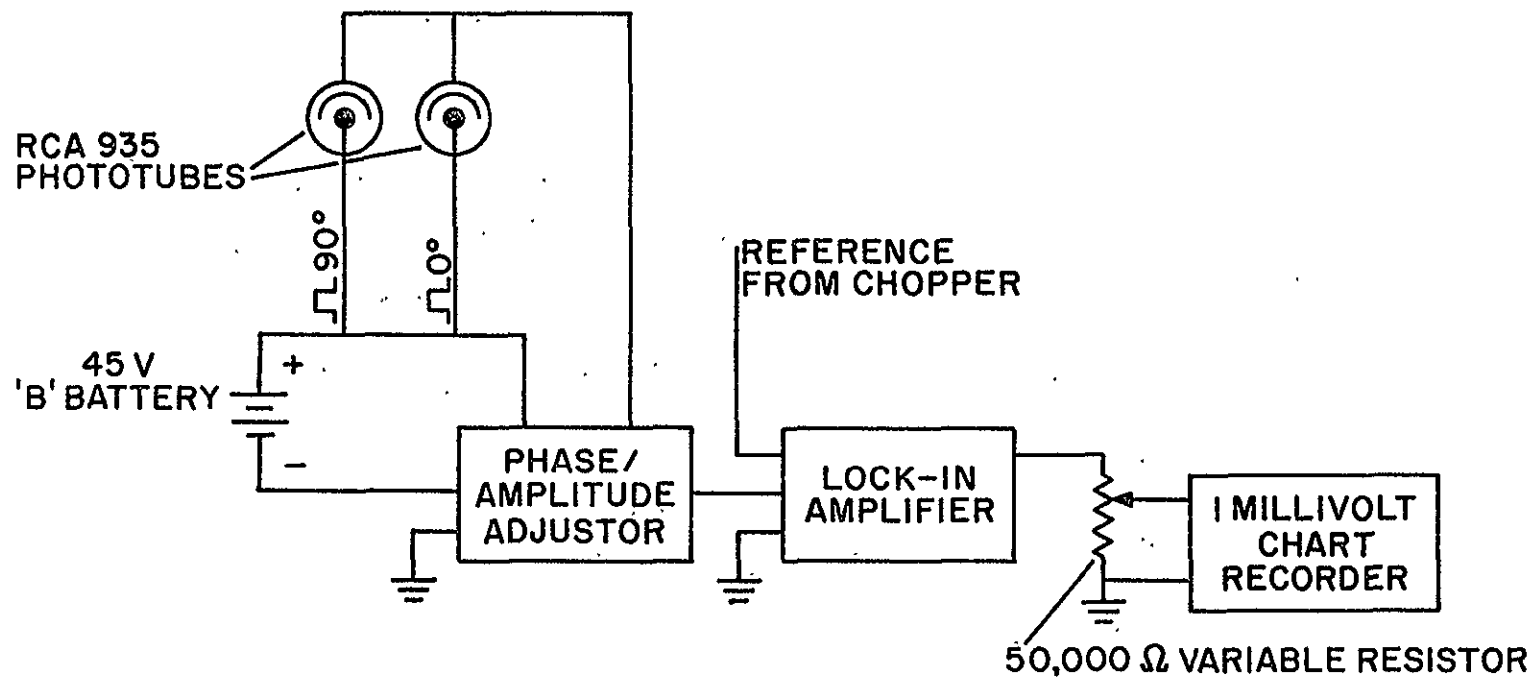 RCA 935
PHOTOTUBES
90°
0°
REFERENCE
FROM CHOPPER
45 V
'B' BATTERY
+
−
PHASE/
AMPLITUDE
ADJUSTOR
LOCK-IN
AMPLIFIER
1 MILLIVOLT
CHART
RECORDER
50,000 Ω VARIABLE RESISTOR